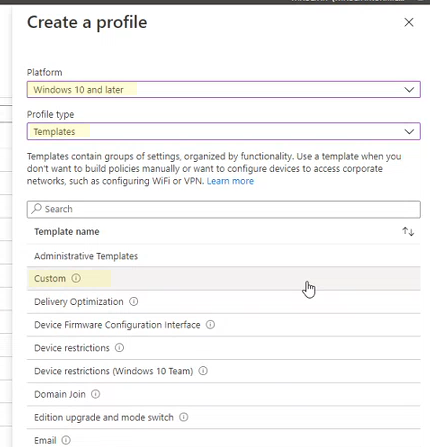 Create a profile
Platform
Windows 10 and later
Profile type
Templates
Templates contain groups of settings, organized by functionality. Use a template when you
don't want to build policies manually or want to configure devices to access corporate
networks, such as configuring WiFi or VPN. Learn more
Search
Template name
Administrative Templates
Custom
Delivery Optimization
Device Firmware Configuration Interface
Device restrictions
Device restrictions (Windows 10 Team)
Domain Join
Edition upgrade and mode switch
Email